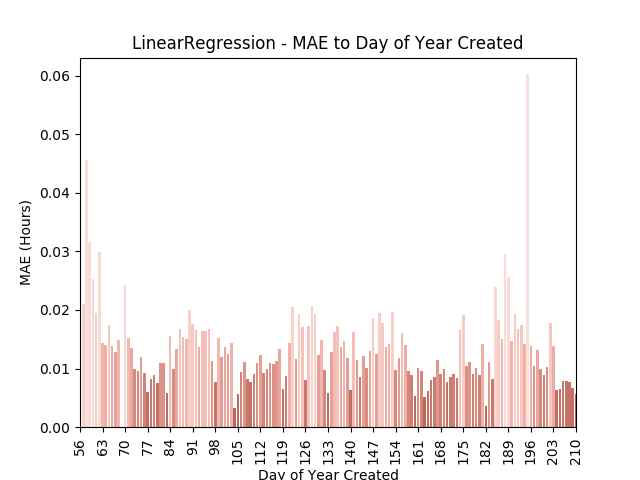 LinearRegression - MAE to Day of Year Created
0.06
0.05
0.04
0.03
0.02
0.01
0.00
MAE (Hours)
56 63 70 77 84 91 98 105 112 119 126 133 140 147 154 161 168 175 182 189 196 203 210
Day of Year Created